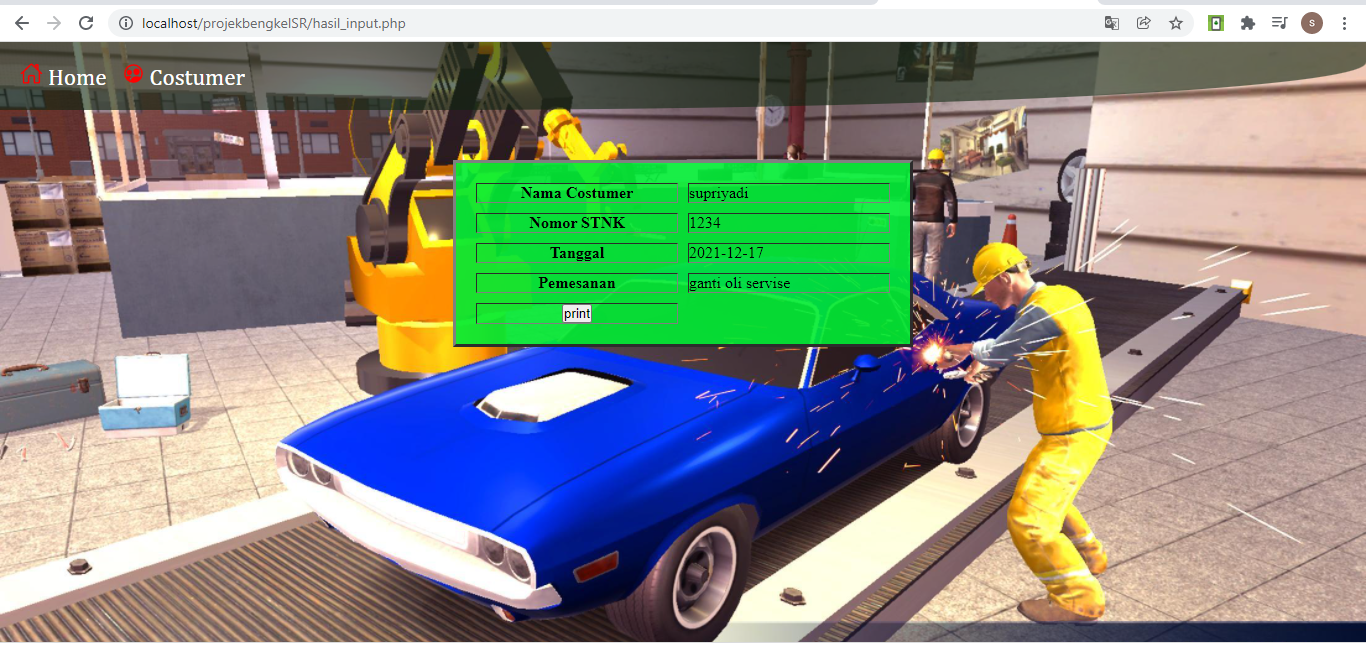 localhost/projekbengkelSR/hasil_input.php
S
Home Costumer
Nama Costumer supriyadi
Nomor STNK 1234
Tanggal 2021-12-17
Pemesanan ganti oli servise
print